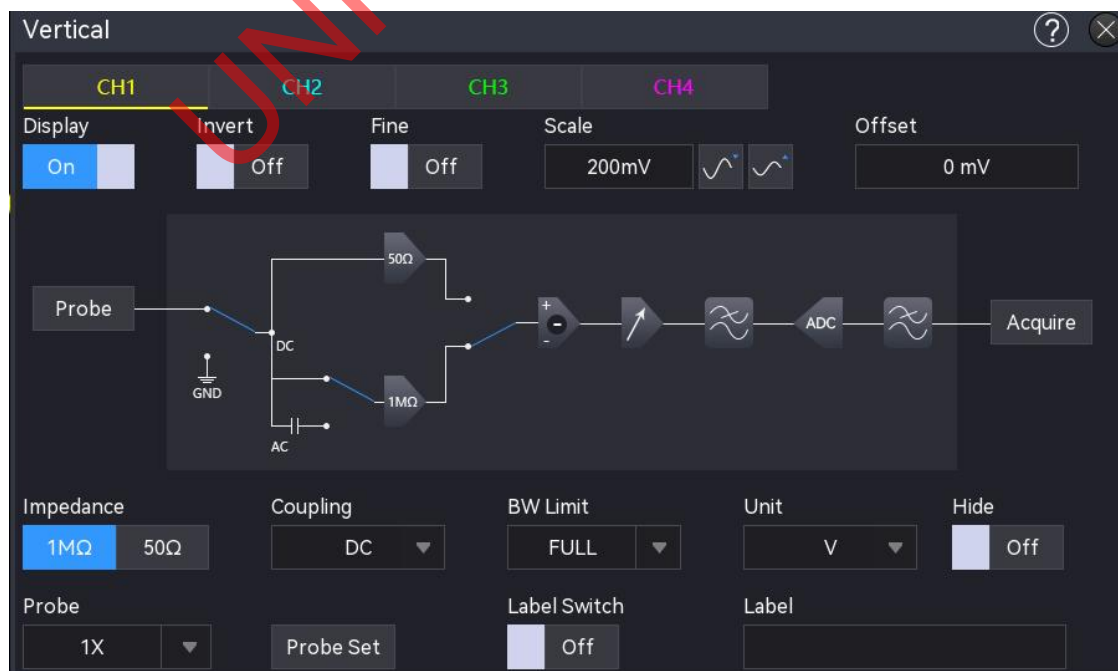 Vertical
CH1 CH2 CH3 CH4
Display Invert Fine Scale Offset
On Off Off 200mV 0 mV
50Ω
Probe
DC
+
-
ADC
Acquire
GND
1MΩ
AC
Impedance Coupling BW Limit Unit Hide
1MΩ 50Ω DC FULL V Off
Probe Label Switch Label
1X Probe Set Off
UNI